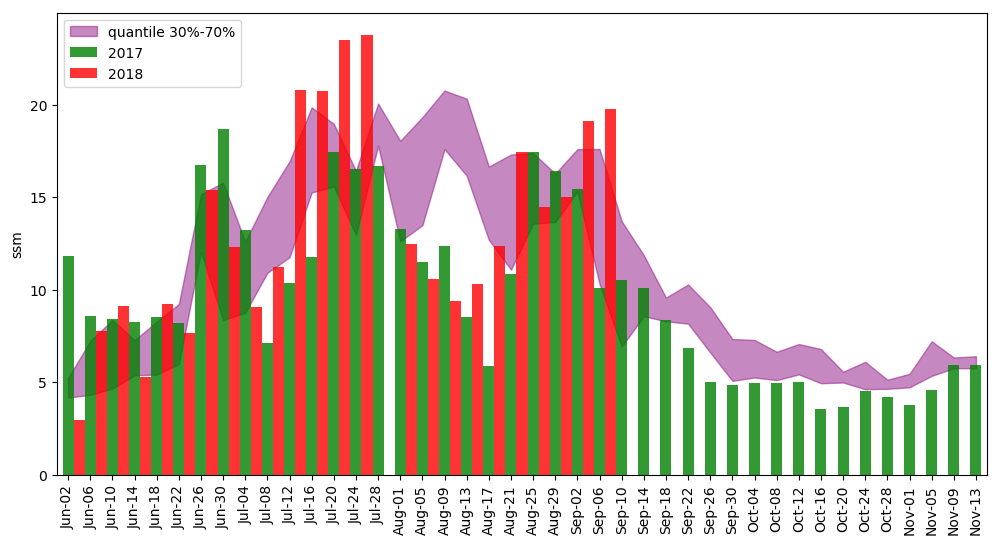 quantile 30%-70%
2017
2018
ssm
20
15
10
5
0
Jun-02
Jun-06
Jun-10
Jun-14
Jun-18
Jun-22
Jun-26
Jun-30
Jul-04
Jul-08
Jul-12
Jul-16
Jul-20
Jul-24
Jul-28
Aug-01
Aug-05
Aug-09
Aug-13
Aug-17
Aug-21
Aug-25
Aug-29
Sep-02
Sep-06
Sep-10
Sep-14
Sep-18
Sep-22
Sep-26
Sep-30
Oct-04
Oct-08
Oct-12
Oct-16
Oct-20
Oct-24
Oct-28
Nov-01
Nov-05
Nov-09
Nov-13